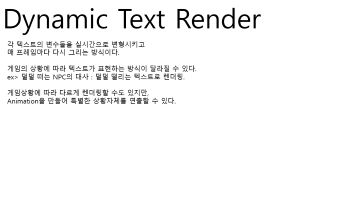 Dynamic Text Render
각 텍스트의 변수들을 실시간으로 변형시키고
매 프레임마다 다시 그리는 방식이다.
게임의 상황에 따라 텍스트가 표현하는 방식이 달라질 수 있다.
ex> 덜덜 떠는 NPC의 대사 : 덜덜 떨리는 텍스트로 렌더링.
게임상황에 따라 다르게 렌더링할 수도 있지만,
Animation을 만들어 특별한 상황자체를 연출할 수 있다.